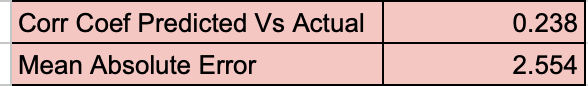 Corr Coef Predicted Vs Actual 0.238
Mean Absolute Error 2.554